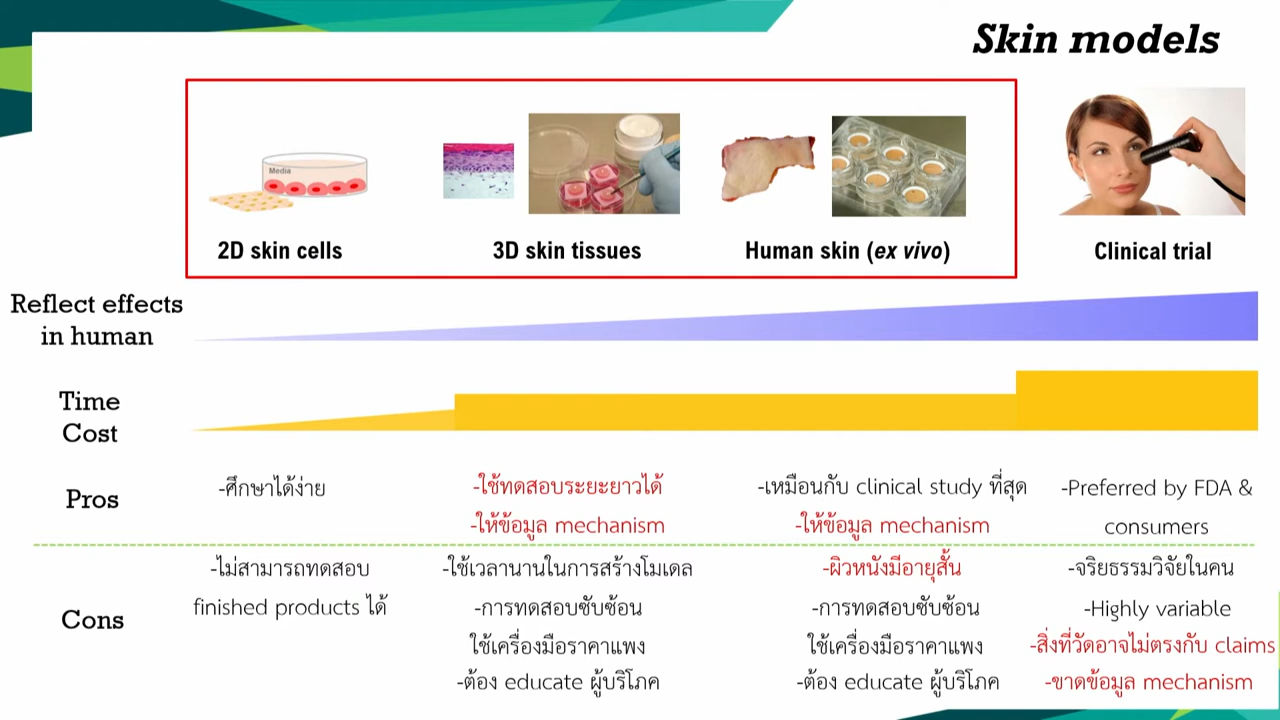 Skin models
Media
2D skin cells
3D skin tissues
Human skin (ex vivo)
Clinical trial
Reflect effects
in human
Time
Cost
Pros
-ศึกษาได้ง่าย
-ใช้ทดสอบระยะยาวได้
-ให้ข้อมูล mechanism
-เหมือนกับ clinical study ที่สุด
-ให้ข้อมูล mechanism
-Preferred by FDA &
consumers
Cons
-ไม่สามารถทดสอบ
finished products ได้
-ใช้เวลานานในการสร้างโมเดล
-การทดสอบซับซ้อน
ใช้เครื่องมือราคาแพง
-ต้อง educate ผู้บริโภค
-ผิวหนังมีอายุสั้น
-การทดสอบซับซ้อน
ใช้เครื่องมือราคาแพง
-ต้อง educate ผู้บริโภค
-จริยธรรมวิจัยในคน
-Highly variable
-สิ่งที่วัดอาจไม่ตรงกับ claims
-ขาดข้อมูล mechanism